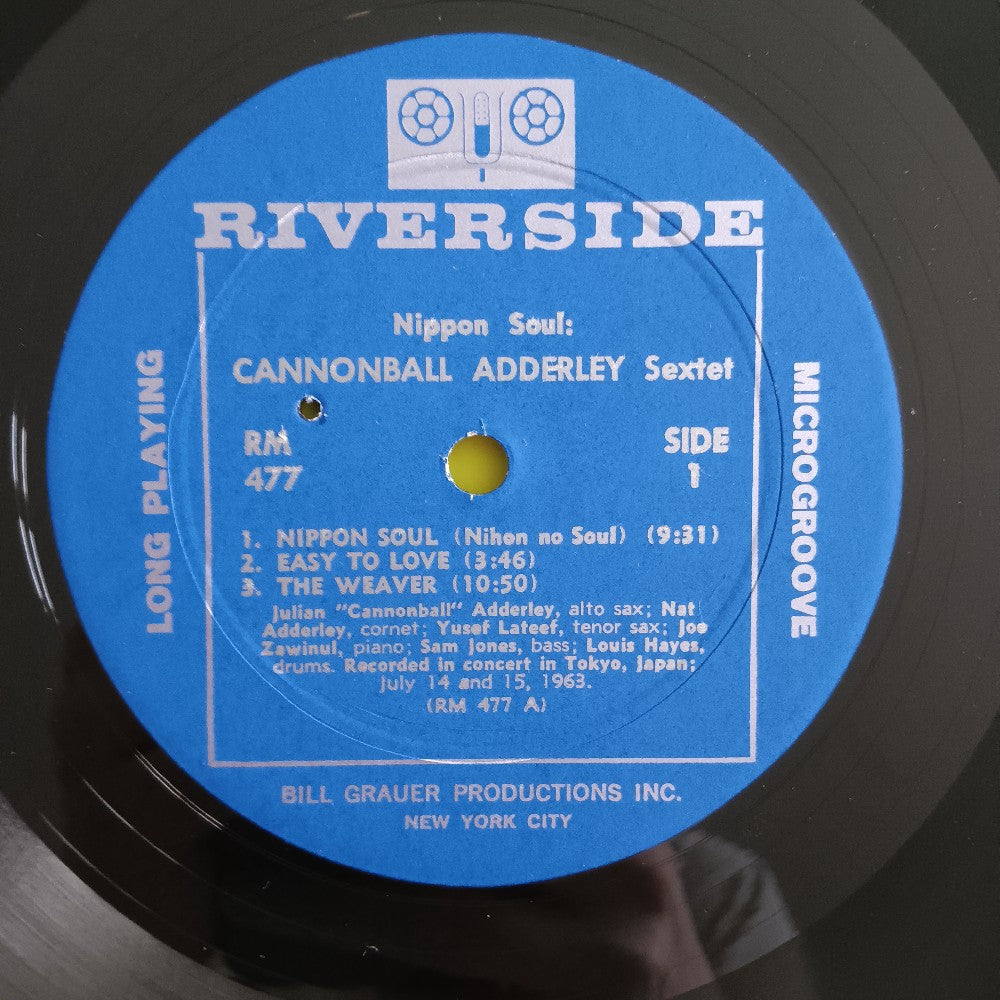 RIVERSIDE
Nippon Soul:
CANNONBALL ADDERLEY Sextet
RM
477
SIDE
1
LONG PLAYING
MICROGROOVE
1. NIPPON SOUL (Nihon no Soul) (9:31)
2. EASY TO LOVE (3:46)
3. THE WEAVER (10:50)
Julian "Cannonball" Adderley, alto sax; Nat
Adderley, cornet; Yusef Lateef, tenor sax; Joe
Zawinul, piano; Sam Jones, bass; Louis Hayes,
drums. Recorded in concert in Tokyo, Japan;
July 14 and 15, 1963.
(RM 477 A)
BILL GRAUER PRODUCTIONS INC.
NEW YORK CITY